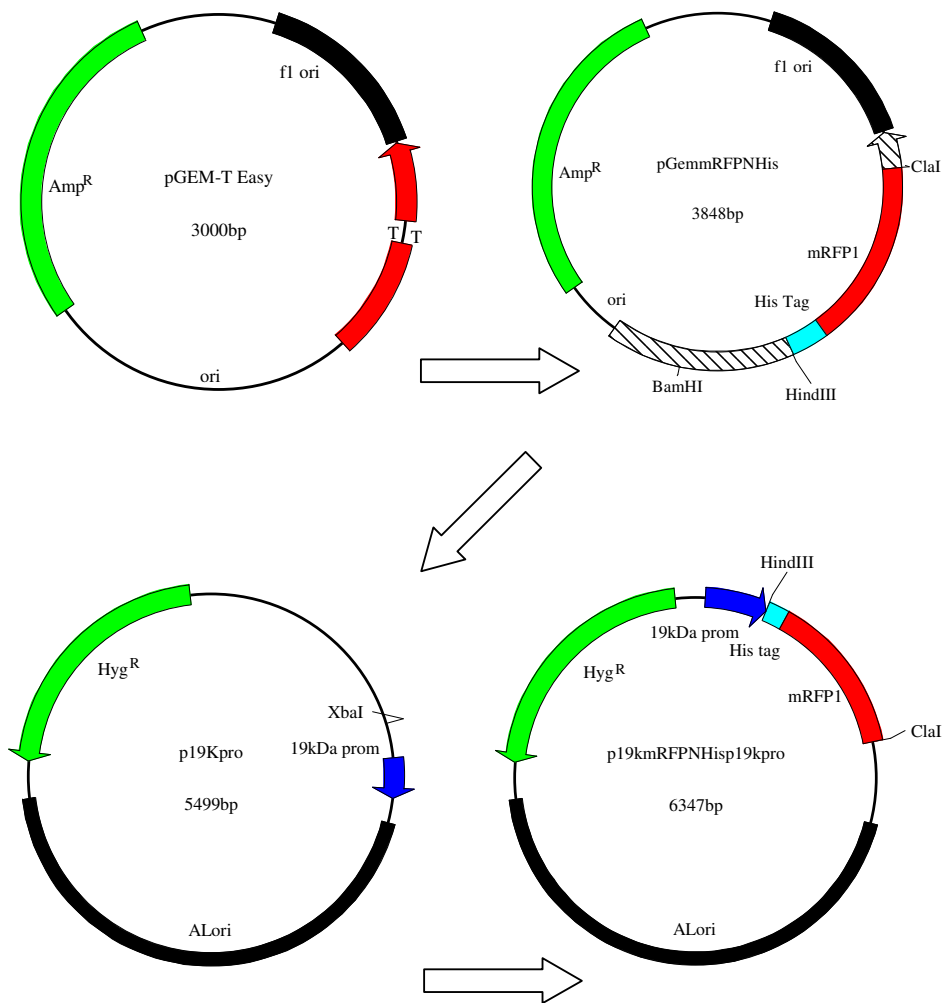 f1 ori
AmpR
pGEM-T Easy
3000bp
T T
ori
f1 ori
AmpR
pGemmRFPNHis
3848bp
ClaI
mRFP1
His Tag
ori
BamHI
HindIII
HygR
XbaI
19kDa prom
p19Kpro
5499bp
ALori
HindIII
19kDa prom
His tag
HygR
mRFP1
ClaI
p19kmRFPNHisp19kpro
6347bp
ALori